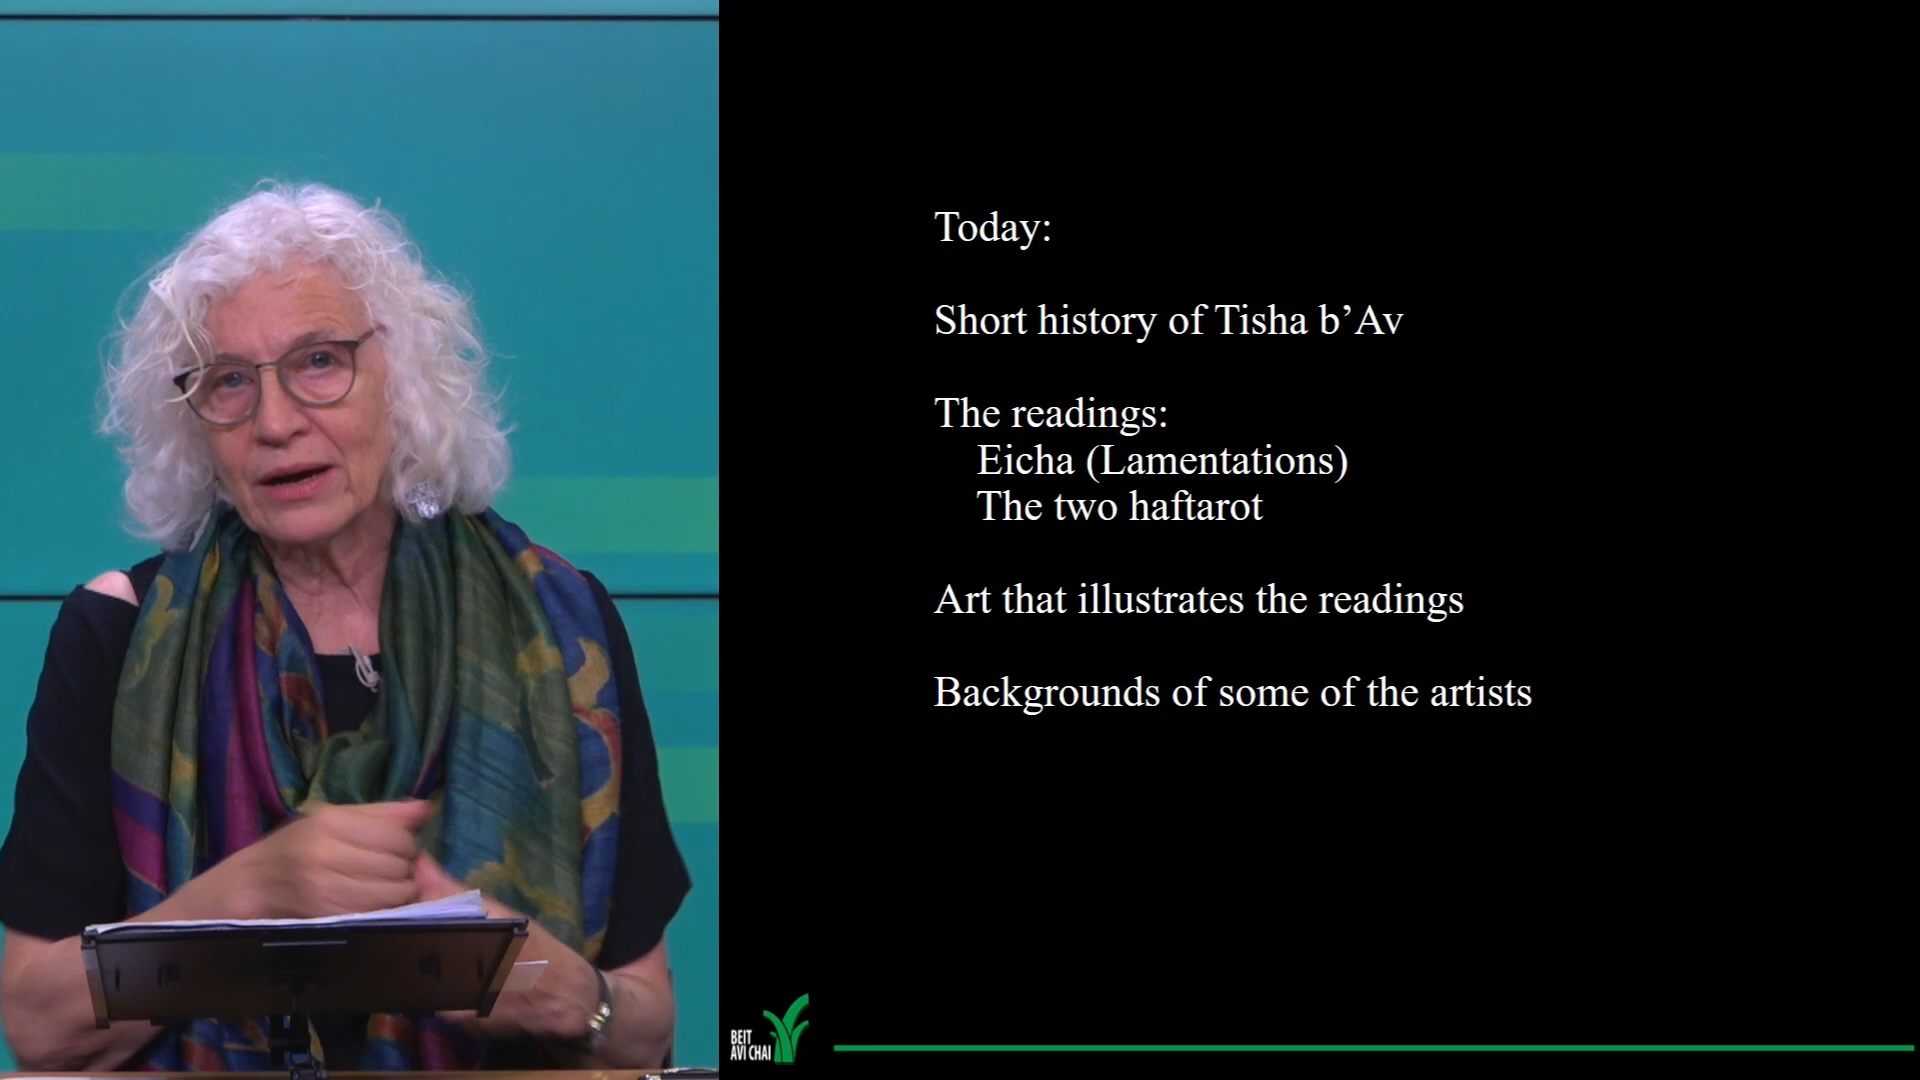 Today:
Short history of Tisha b’Av
The readings:
Eicha (Lamentations)
The two haftarot
Art that illustrates the readings
Backgrounds of some of the artists
BEIT
AVI CHAI